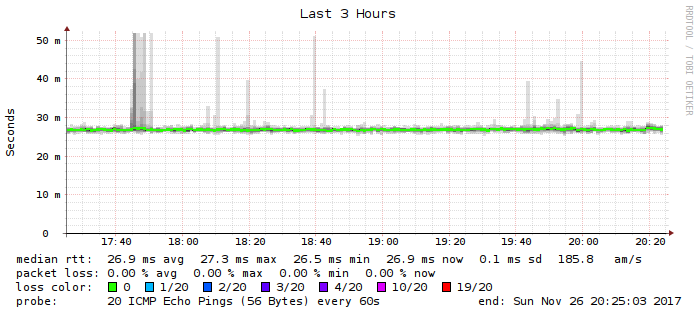 Last 3 Hours
RRDTOOL / TOBI OETIKER
Seconds
50 m
40 m
30 m
20 m
10 m
0
17:40 18:00 18:20 18:40 19:00 19:20 19:40 20:00 20:20
median rtt: 26.9 ms avg 27.3 ms max 26.5 ms min 26.9 ms now 0.1 ms sd 185.8 am/s
packet loss: 0.00 % avg 0.00 % max 0.00 % min 0.00 % now
loss color: 0 1/20 2/20 3/20 4/20 10/20 19/20
probe: 20 ICMP Echo Pings (56 Bytes) every 60s end: Sun Nov 26 20:25:03 2017